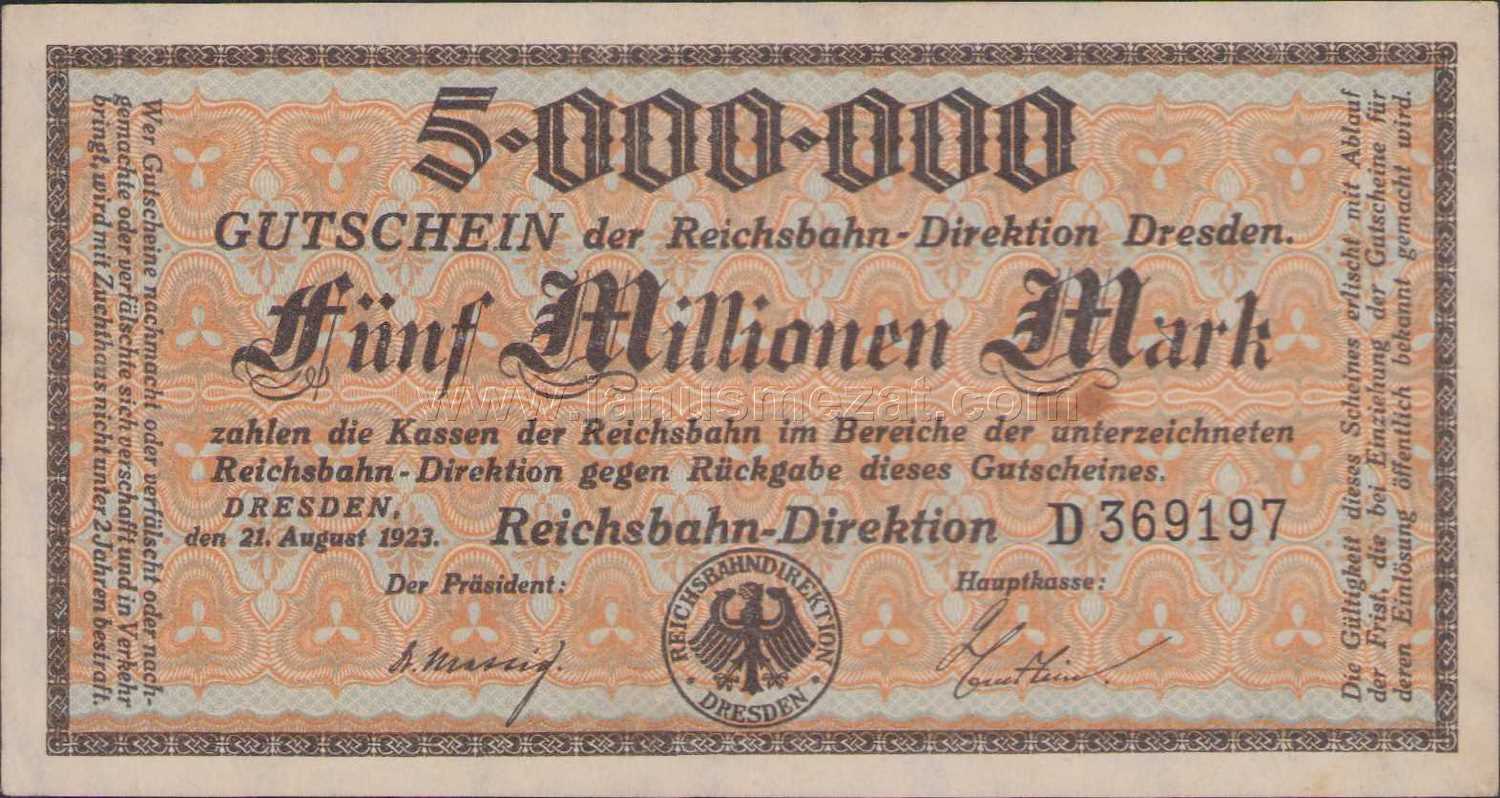 5·000·000
GUTSCHEIN der Reichsbahn-Direktion Dresden.
Fünf Millionen Mark
zahlen die Kassen der Reichsbahn im Bereiche der unterzeichneten
Reichsbahn-Direktion gegen Rückgabe dieses Gutscheines.
DRESDEN,
den 21. August 1923.
Reichsbahn-Direktion D369197
Der Präsident:
Hauptkasse:
REICHSBAHNDIREKTION
· DRESDEN ·
Wer Gutscheine nachmacht oder verfälscht oder nach-
gemachte oder verfälschte sich verschafft und in Verkehr
bringt, wird mit Zuchthaus nicht unter 2 Jahren bestraft.
Die Gültigkeit dieses Scheines erlischt mit Ablauf
der Frist, die bei Einziehung der Gutscheine für
deren Einlösung öffentlich bekannt gemacht wird.
www.lanusmezat.com